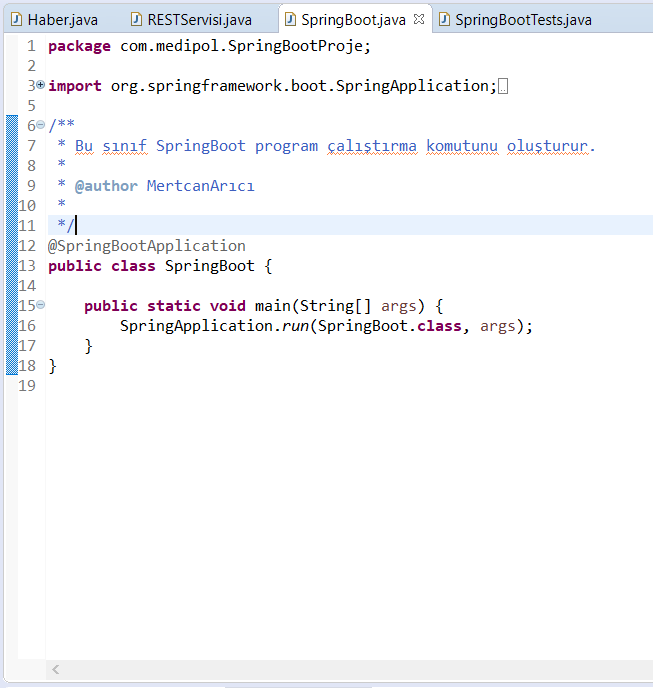 Haber.java RESTServisi.java SpringBoot.java SpringBootTests.java
1 package com.medipol.SpringBootProje;
2
3 import org.springframework.boot.SpringApplication;
5
6 /**
7 * Bu sınıf SpringBoot program çalıştırma komutunu oluşturur.
8 *
9 * @author MertcanArıcı
10 *
11 */
12 @SpringBootApplication
13 public class SpringBoot {
14
15 public static void main(String[] args) {
16 SpringApplication.run(SpringBoot.class, args);
17 }
18 }
19